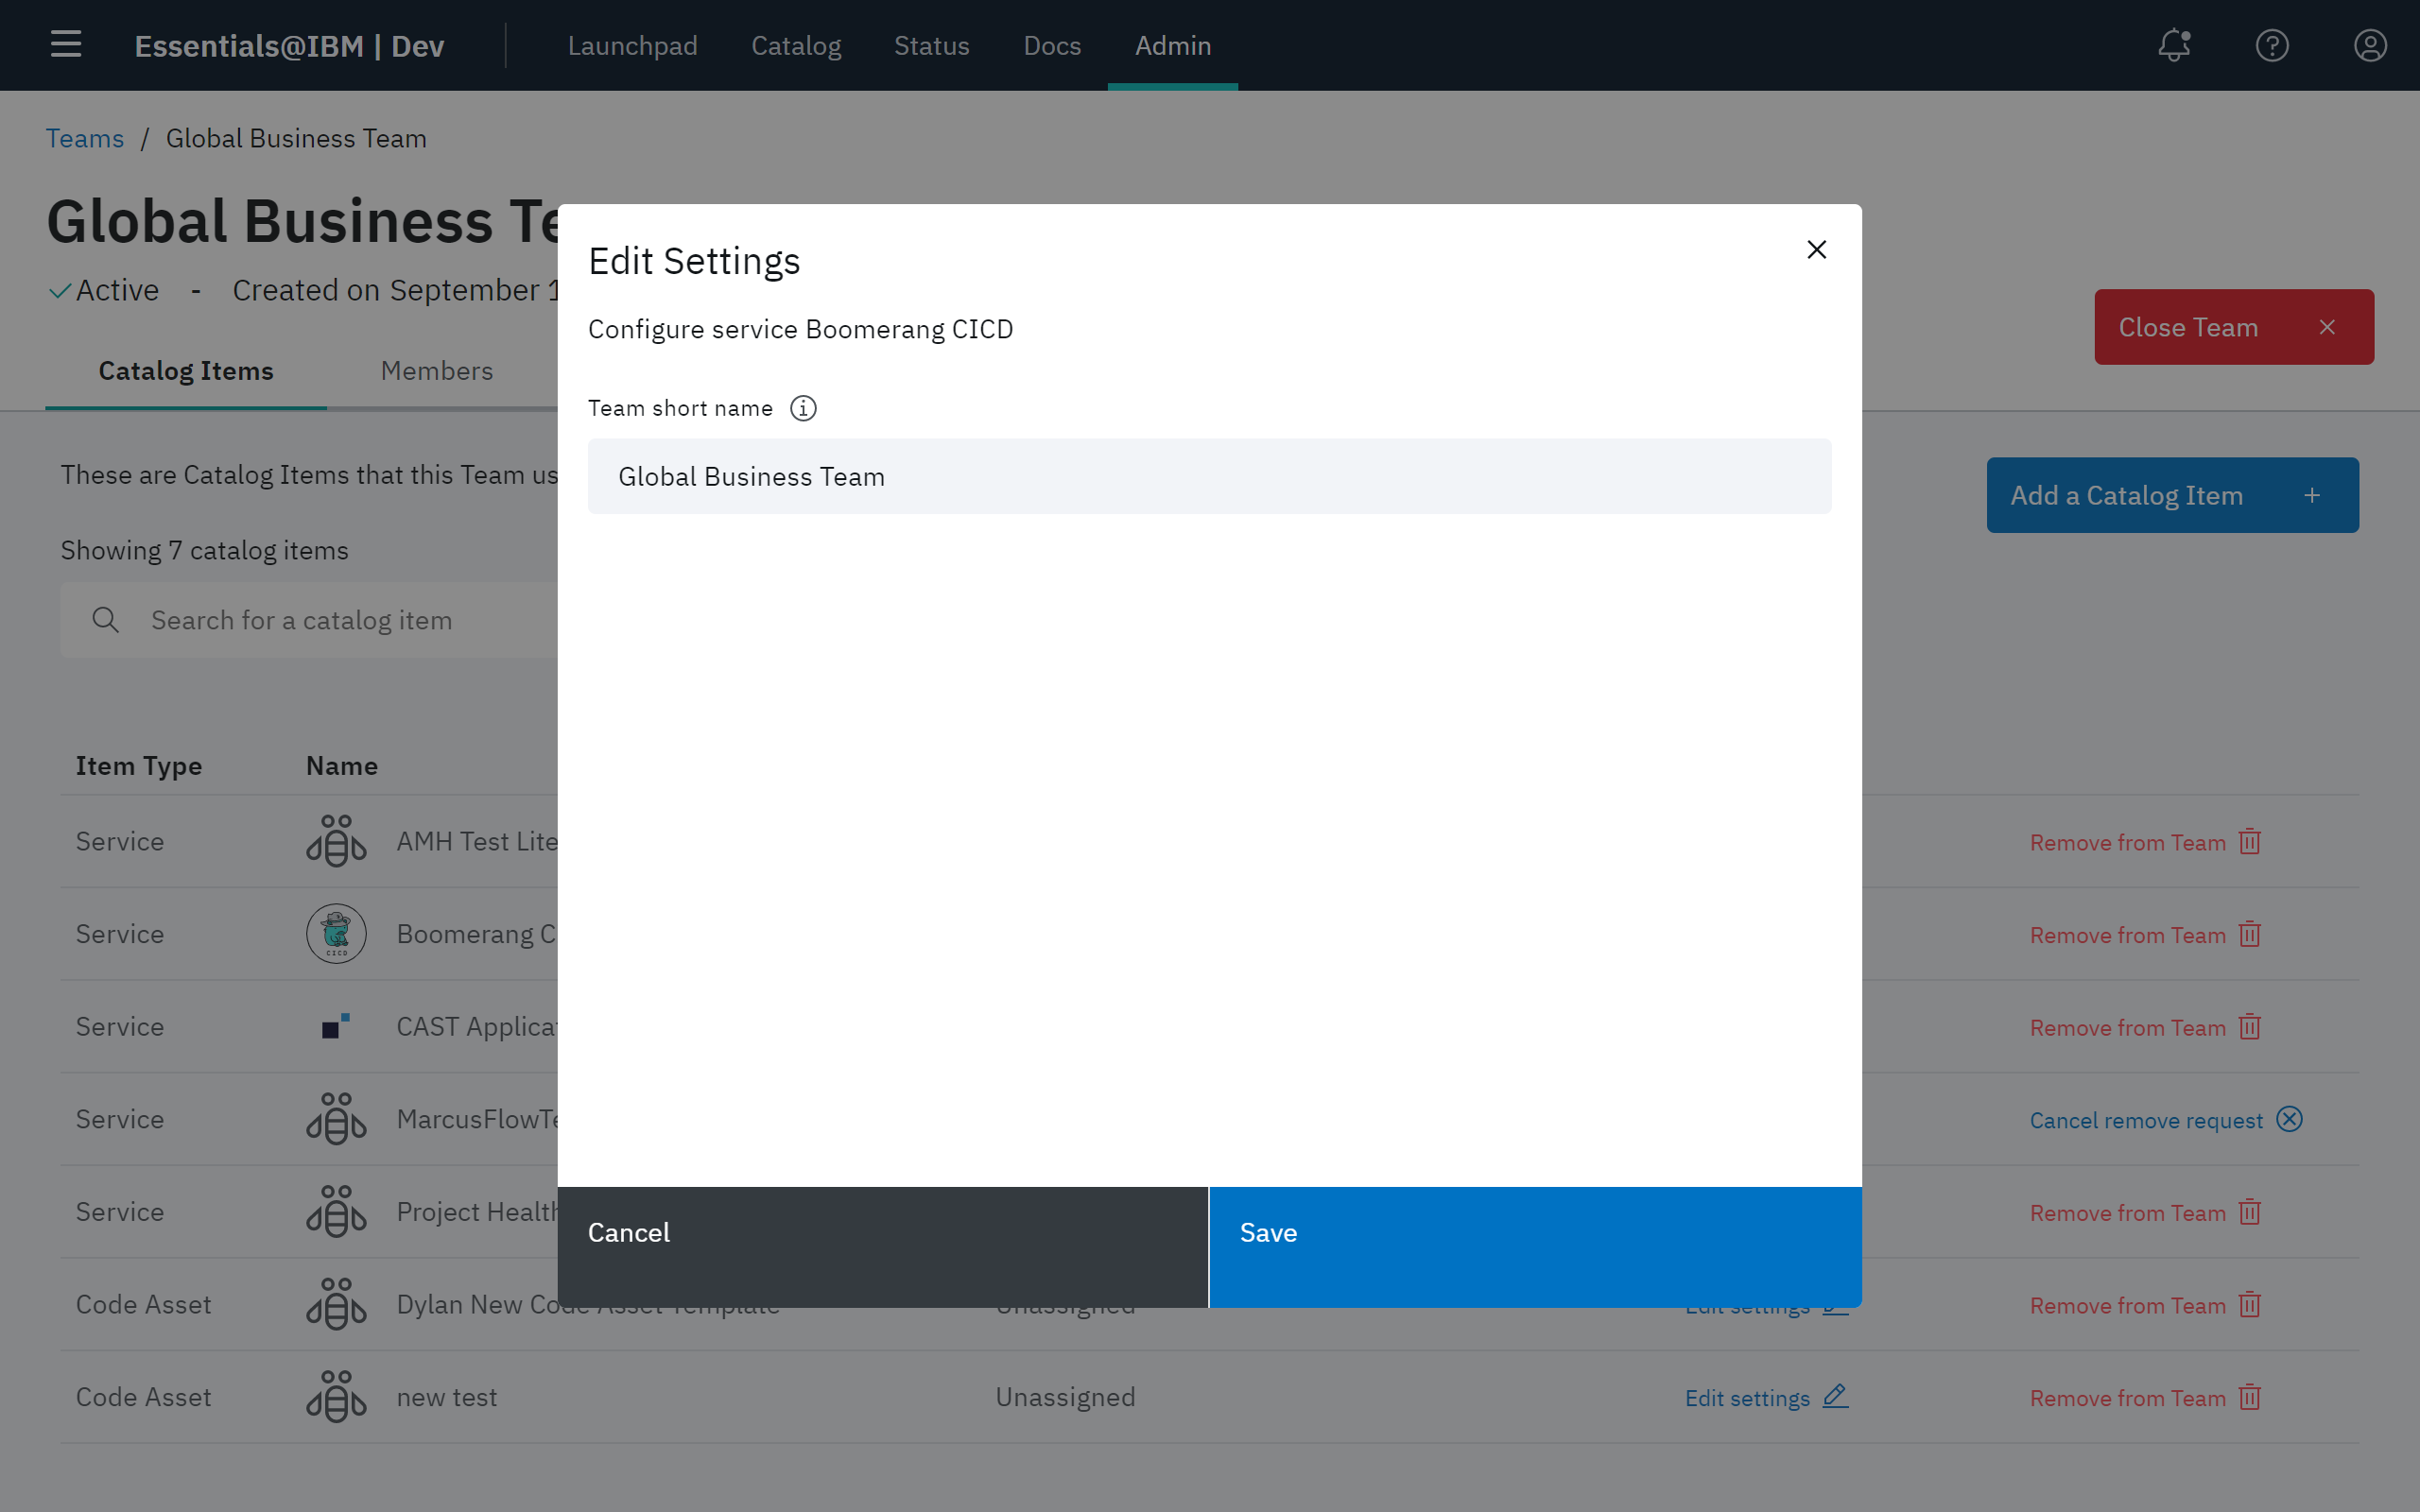 Essentials@IBM | Dev
Launchpad Catalog Status Docs Admin
Teams / Global Business Team
Global Business
Active - Created on September
Close Team
Catalog Items Members
Edit Settings
Configure service Boomerang CICD
Team short name
Global Business Team
These are Catalog Items that this Team
Add a Catalog Item
Showing 7 catalog items
Search for a catalog item
Item Type Name
Service AMH Test Lite Remove from Team
CICD
Service Boomerang Remove from Team
Service CAST Remove from Team
Service Cancel remove request
Service Project Health Remove from Team
Cancel Save
Code Asset Dylan New Code Asset Template Unassigned Edit settings Remove from Team
Code Asset new test Unassigned Edit settings Remove from Team